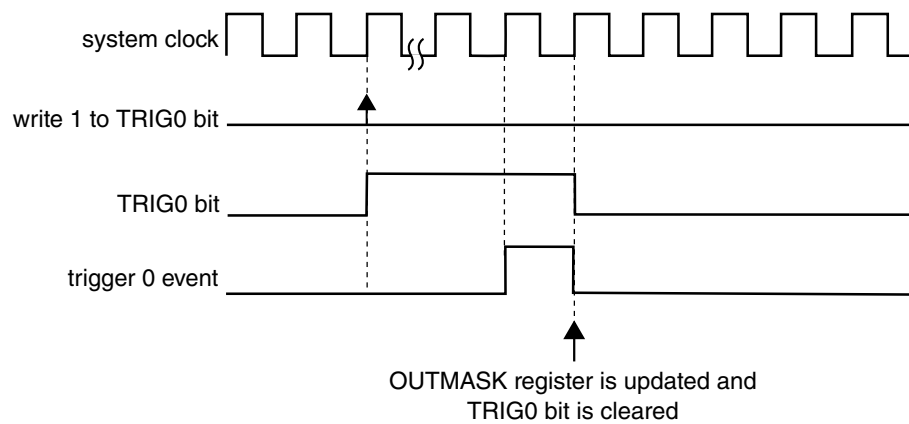 system clock
write 1 to TRIG0 bit
TRIG0 bit
trigger 0 event
OUTMASK register is updated and
TRIG0 bit is cleared